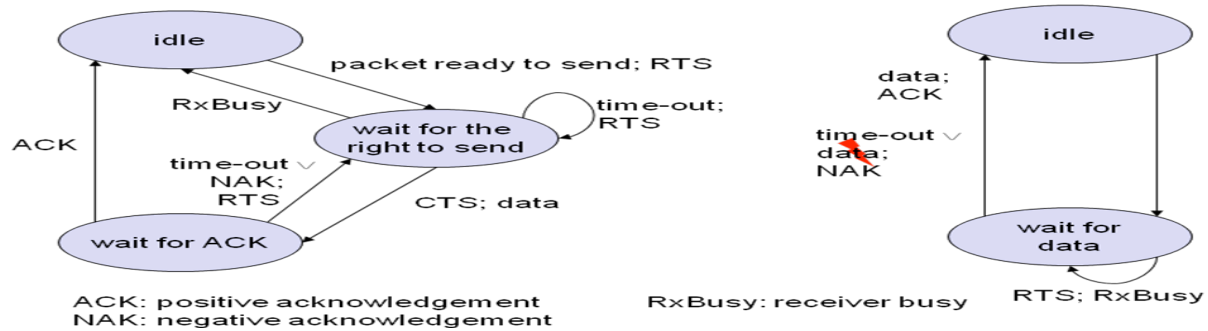 idle
packet ready to send; RTS
RxBusy
time-out;
RTS
wait for the
right to send
ACK
time-out ∨
NAK;
RTS
CTS; data
wait for ACK
ACK: positive acknowledgement
NAK: negative acknowledgement
idle
data;
ACK
time-out ∨
data;
NAK
wait for
data
RTS; RxBusy
RxBusy: receiver busy